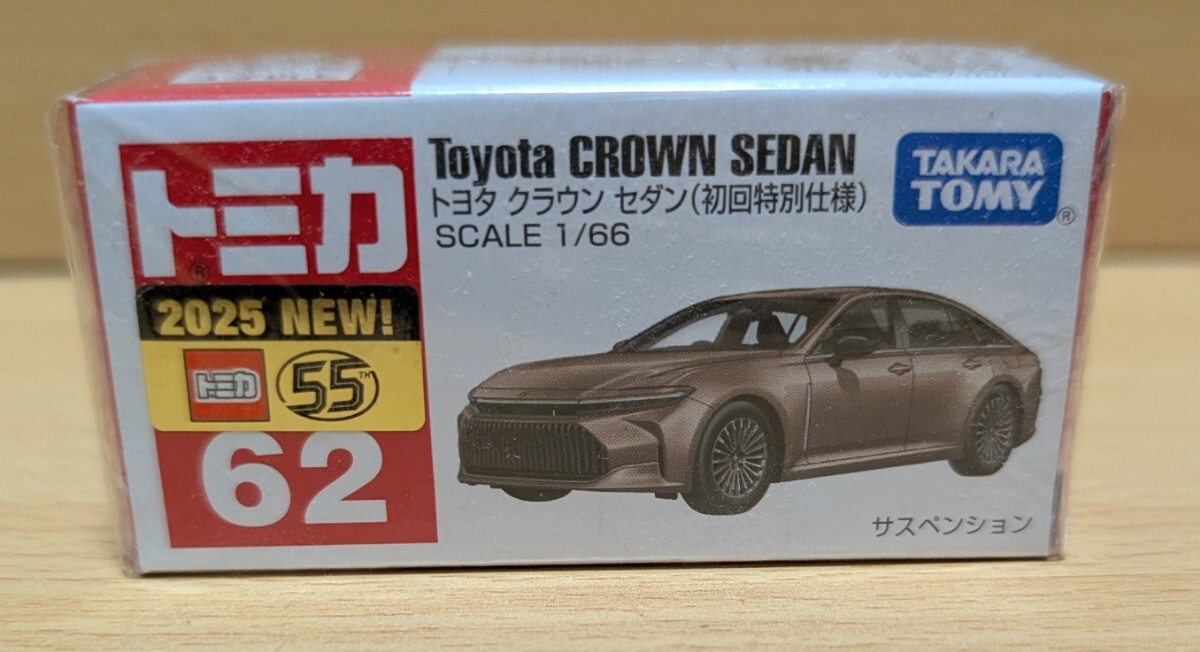 トミカ®
2025 NEW!
トミカ 55TH
62
Toyota CROWN SEDAN
トヨタ クラウン セダン(初回特別仕様)
SCALE 1/66
TAKARA
TOMY®
サスペンション